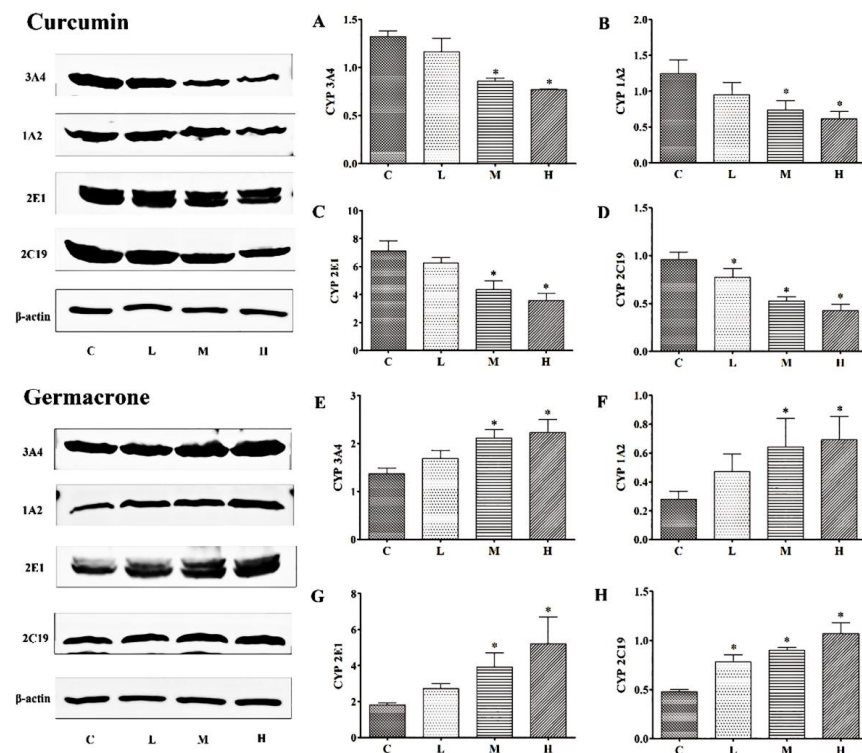 Curcumin
3A4
1A2
2E1
2C19
β-actin
C L M H
A
CYP 3A4
1.5
1.0
0.5
0.0
C L M H
* *
B
CYP 1A2
2.0
1.5
1.0
0.5
0.0
C L M H
* *
C
CYP 2E1
10
8
6
4
2
0
C L M H
* *
D
CYP 2C19
1.5
1.0
0.5
0.0
C L M H
* * *
Germacrone
3A4
1A2
2E1
2C19
β-actin
C L M H
E
CYP 3A4
3
2
1
0
C L M H
* *
F
CYP 1A2
1.0
0.8
0.6
0.4
0.2
0.0
C L M H
* *
G
CYP 2E1
8
6
4
2
0
C L M H
* *
H
CYP 2C19
1.5
1.0
0.5
0.0
C L M H
* * *